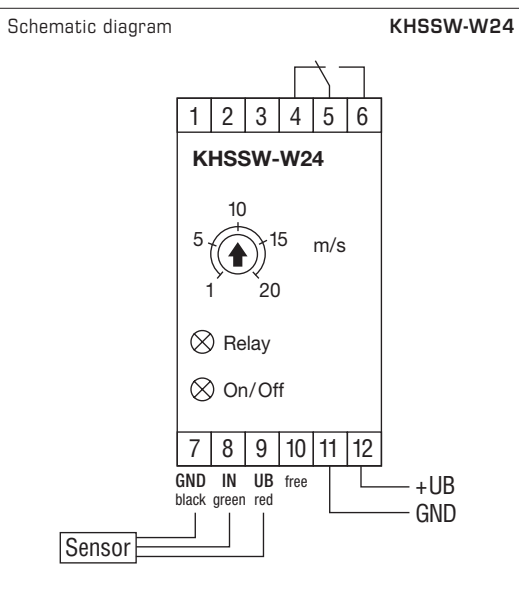 Schematic diagram KHSSW-W24
1 2 3 4 5 6
KHSSW-W24
10
5 15 m/s
1 20
Relay
On/Off
7 8 9 10 11 12
GND IN UB free
black green red
+UB
GND
Sensor